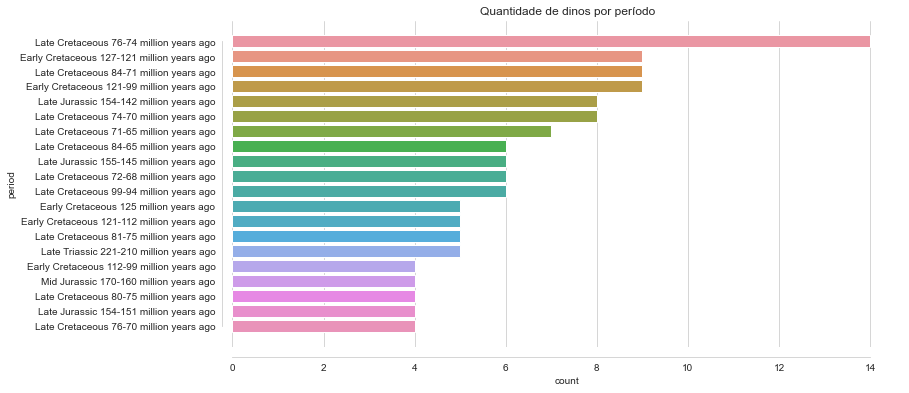 Quantidade de dinos por período
Late Cretaceous 76-74 million years ago
Early Cretaceous 127-121 million years ago
Late Cretaceous 84-71 million years ago
Early Cretaceous 121-99 million years ago
Late Jurassic 154-142 million years ago
Late Cretaceous 74-70 million years ago
Late Cretaceous 71-65 million years ago
Late Cretaceous 84-65 million years ago
Late Jurassic 155-145 million years ago
Late Cretaceous 72-68 million years ago
Late Cretaceous 99-94 million years ago
Early Cretaceous 125 million years ago
Early Cretaceous 121-112 million years ago
Late Cretaceous 81-75 million years ago
Late Triassic 221-210 million years ago
Early Cretaceous 112-99 million years ago
Mid Jurassic 170-160 million years ago
Late Cretaceous 80-75 million years ago
Late Jurassic 154-151 million years ago
Late Cretaceous 76-70 million years ago
period
0 2 4 6 8 10 12 14
count